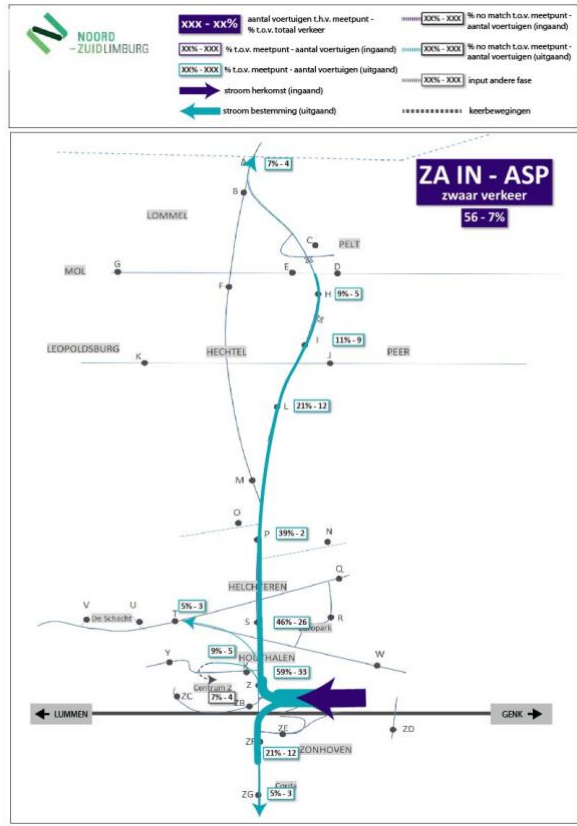 NOORD
-ZUIDLIMBURG
xxx - xx%
aantal voertuigen t.h.v. meetpunt -
% t.o.v. totaal verkeer
XX% - XXX
% t.o.v. meetpunt - aantal voertuigen (ingaand)
XX% - XXX
% t.o.v. meetpunt - aantal voertuigen (uitgaand)
stroom herkomst (ingaand)
stroom bestemming (uitgaand)
XX% - XXX
% no match t.o.v. meetpunt -
aantal voertuigen (ingaand)
XX% - XXX
% no match t.o.v. meetpunt -
aantal voertuigen (uitgaand)
XX% - XXX
input andere fase
keerbewegingen
ZA IN - ASP
zwaar verkeer
56 - 7%
A
7% - 4
B
LOMMEL
C
PELT
MOL
G
E
D
F
H
9% - 5
I
11% - 9
LEOPOLDSBURG
HECHTEL
PEER
K
J
L
21% - 12
M
O
P
39% - 2
N
HELCHTEREN
Q
V
U
De Schacht
T
5% - 3
S
46% - 26
R
Europark
Y
9% - 5
HOUTHALEN
X
59% - 33
W
Centrum Z
Z
ZC
7% - 4
ZB
LUMMEN
GENK
ZE
ZD
ZF
ZONHOVEN
21% - 12
ZG
5% - 3